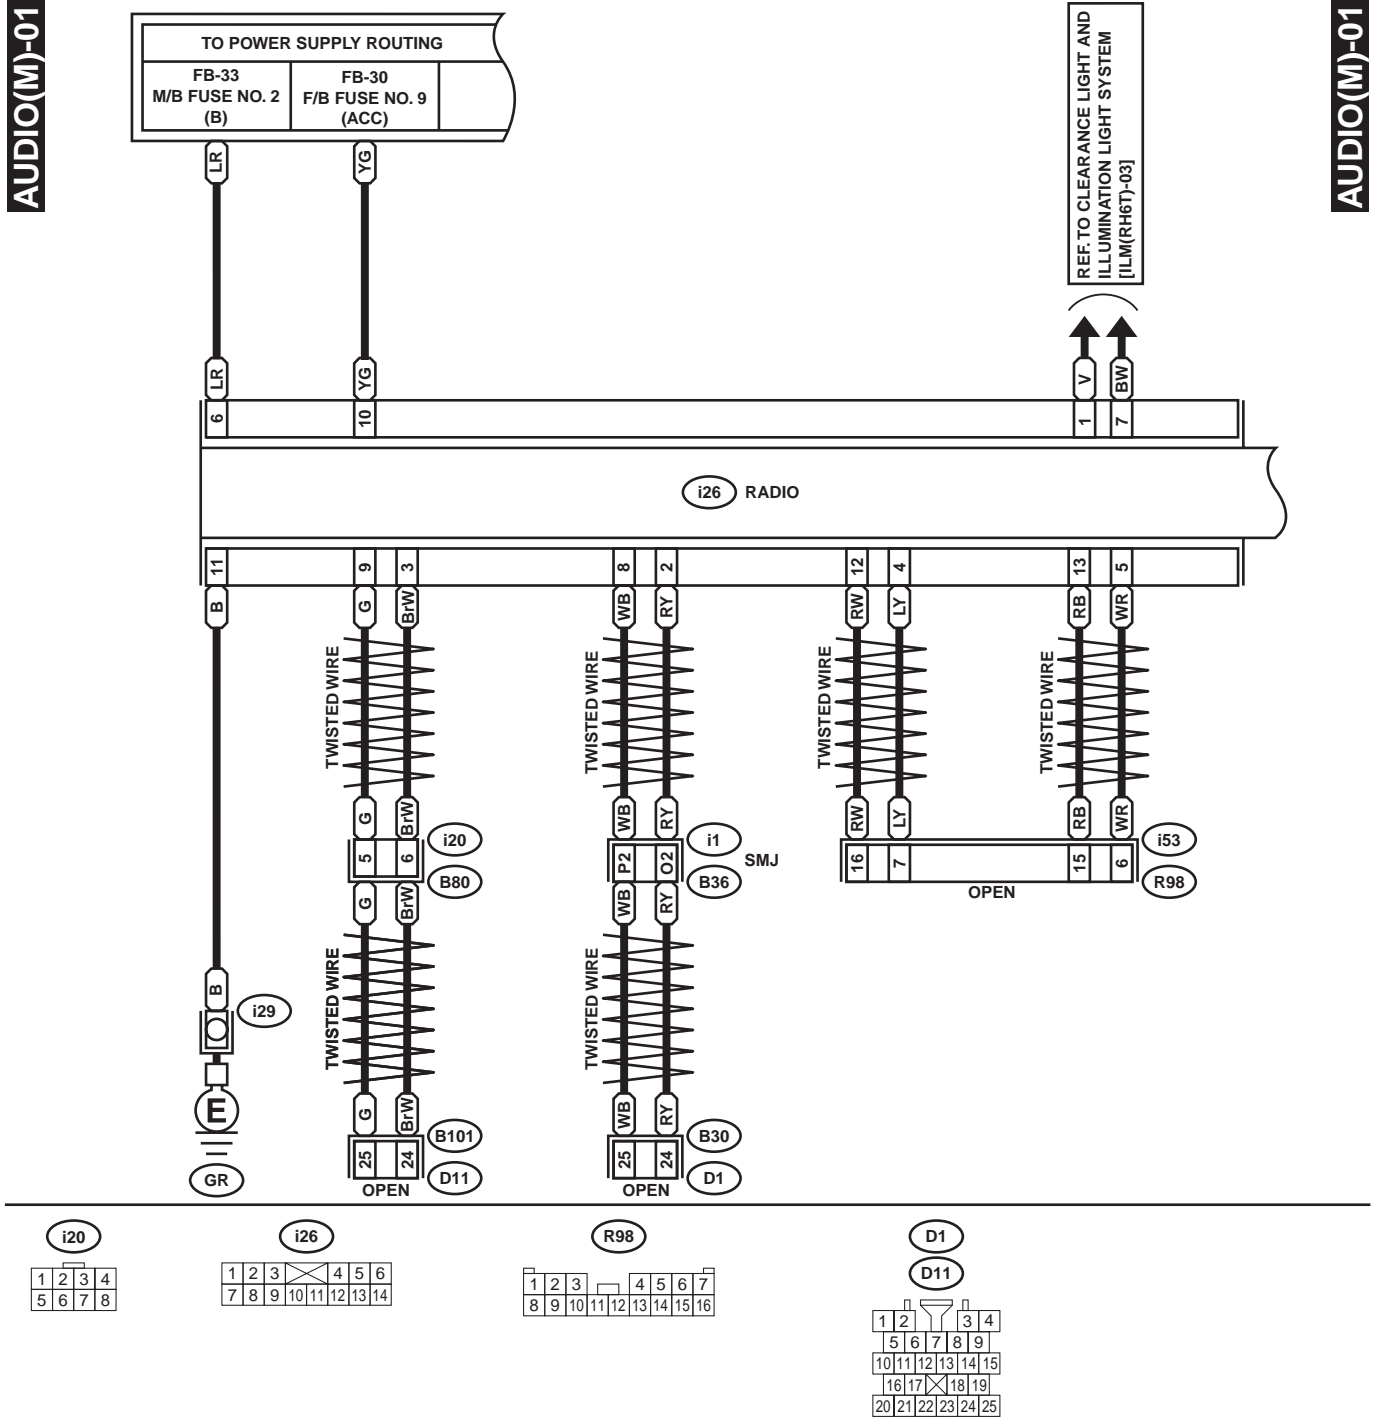 AUDIO(M)-01
AUDIO(M)-01
TO POWER SUPPLY ROUTING
FB-33
M/B FUSE NO. 2
(B)
FB-30
F/B FUSE NO. 9
(ACC)
REF. TO CLEARANCE LIGHT AND
ILLUMINATION LIGHT SYSTEM
[ILM(RH6T)-03]
LR YG
LR YG V BW
6 10 1 7
i26 RADIO
11 9 3 8 2 12 4 13 5
B G BrW WB RY RW LY RB WR
TWISTED WIRE TWISTED WIRE TWISTED WIRE TWISTED WIRE
G BrW WB RY RW LY RB WR
i20 i1 i53
5 6 P2 O2 SMJ 16 7 15 6
B80 B36 R98
OPEN
G BrW WB RY
TWISTED WIRE TWISTED WIRE
B
i29
E
GR
G BrW WB RY
B101 B30
25 24 25 24
D11 D1
OPEN OPEN
i20
1 2 3 4
5 6 7 8
i26
1 2 3 4 5 6
7 8 9 10 11 12 13 14
R98
1 2 3 4 5 6 7
8 9 10 11 12 13 14 15 16
D1
D11
1 2 3 4
5 6 7 8 9
10 11 12 13 14 15
16 17 18 19
20 21 22 23 24 25